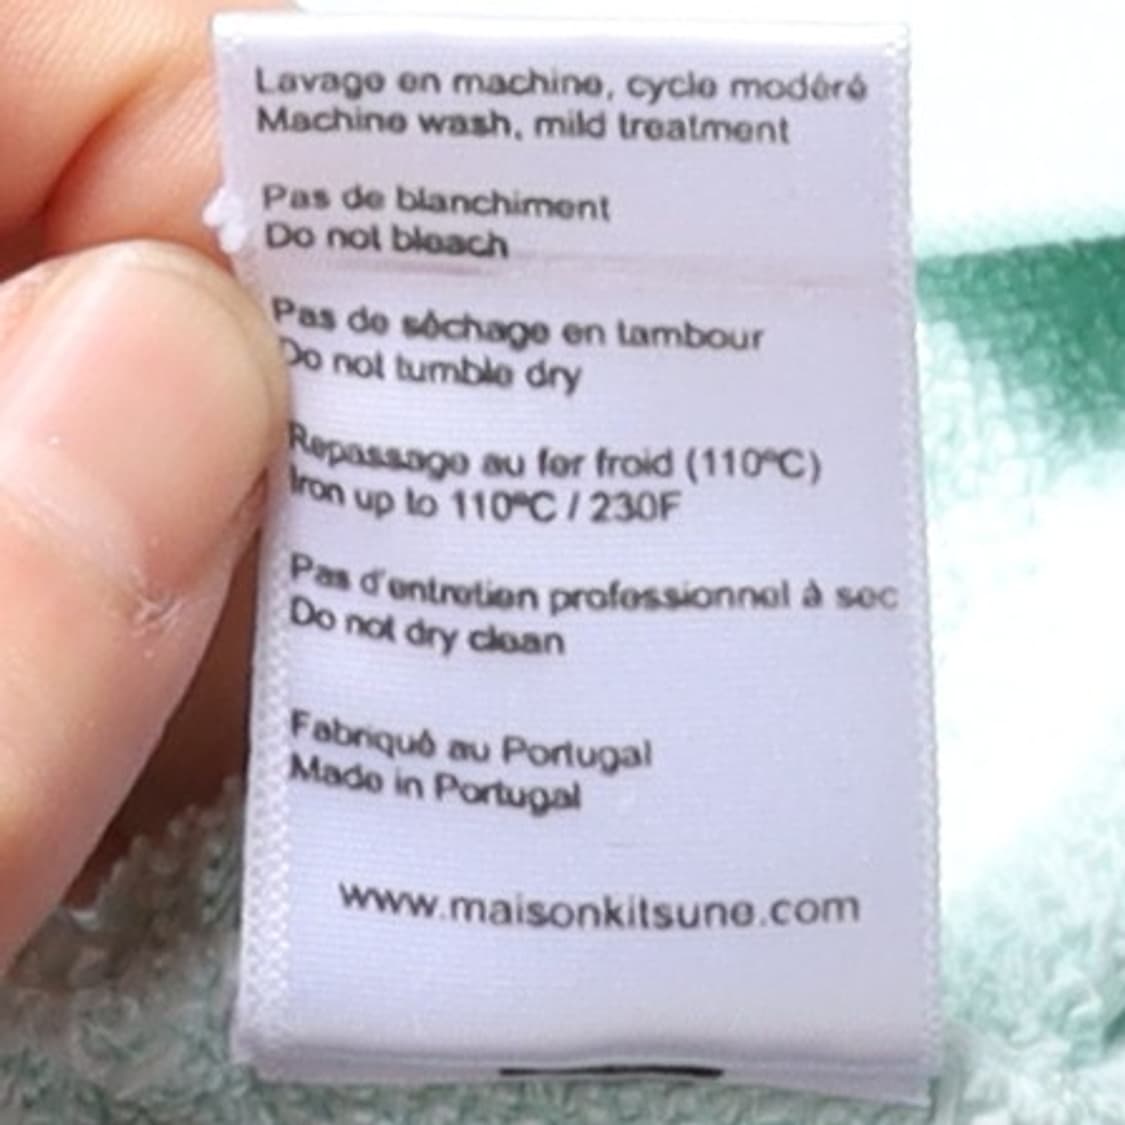 Lavage en machine, cycle modéré
Machine wash, mild treatment
Pas de blanchiment
Do not bleach
Pas de séchage en tambour
Do not tumble dry
Repassage au fer froid (110ºC)
Iron up to 110ºC / 230F
Pas d'entretien professionnel à sec
Do not dry clean
Fabriqué au Portugal
Made in Portugal
www.maisonkitsune.com